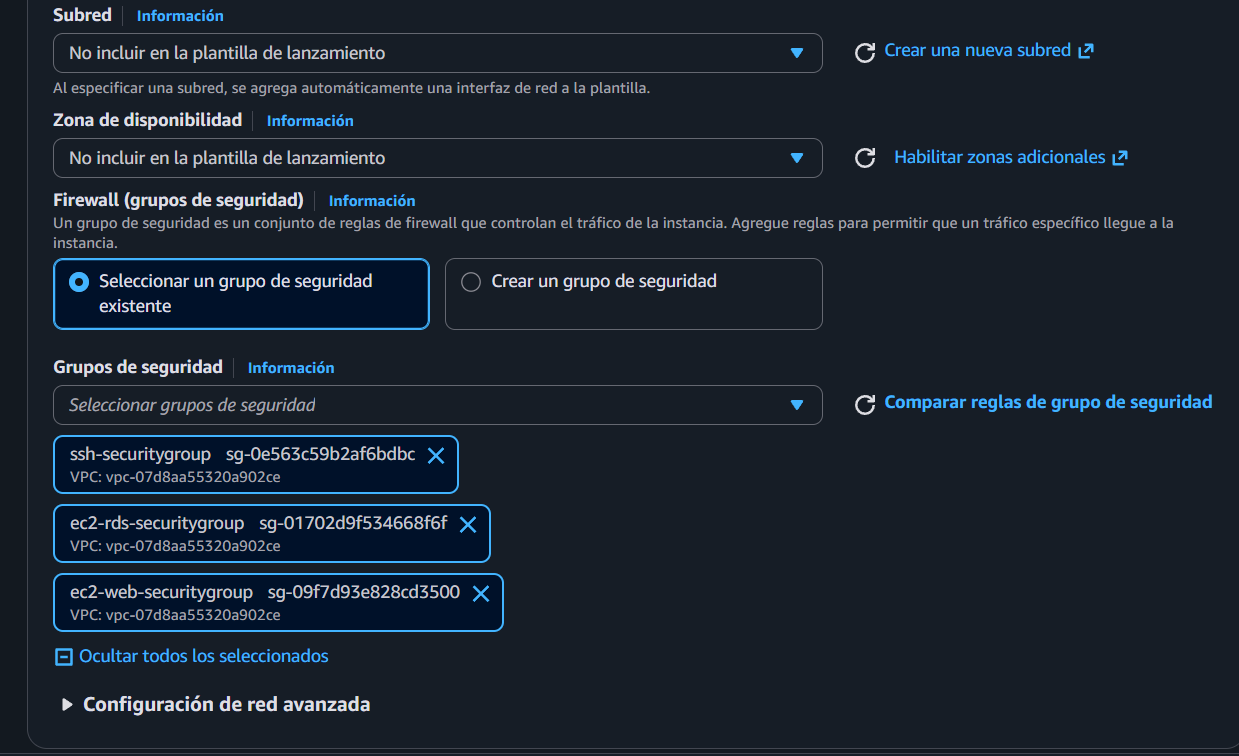 Subred Información
No incluir en la plantilla de lanzamiento
Crear una nueva subred
Al especificar una subred, se agrega automáticamente una interfaz de red a la plantilla.
Zona de disponibilidad Información
No incluir en la plantilla de lanzamiento
Habilitar zonas adicionales
Firewall (grupos de seguridad) Información
Un grupo de seguridad es un conjunto de reglas de firewall que controlan el tráfico de la instancia. Agregue reglas para permitir que un tráfico específico llegue a la
instancia.
Seleccionar un grupo de seguridad
existente
Crear un grupo de seguridad
Grupos de seguridad Información
Seleccionar grupos de seguridad
Comparar reglas de grupo de seguridad
ssh-securitygroup sg-0e563c59b2af6bdbc
VPC: vpc-07d8aa55320a902ce
ec2-rds-securitygroup sg-01702d9f534668f6f
VPC: vpc-07d8aa55320a902ce
ec2-web-securitygroup sg-09f7d93e828cd3500
VPC: vpc-07d8aa55320a902ce
Ocultar todos los seleccionados
Configuración de red avanzada